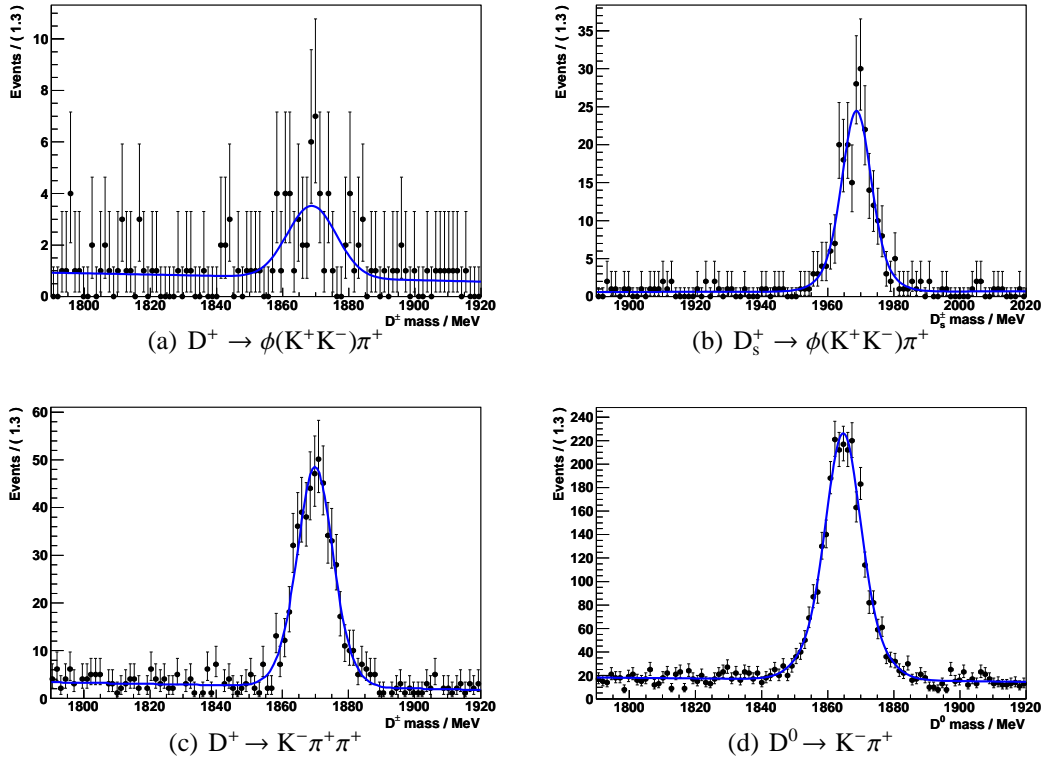 Events / ( 1.3 )
10
8
6
4
2
0
1800 1820 1840 1860 1880 1900 1920
D± mass / MeV
(a) D⁺ → ϕ(K⁺K⁻)π⁺
Events / ( 1.3 )
35
30
25
20
15
10
5
0
1900 1920 1940 1960 1980 2000 2020
Dₛ± mass / MeV
(b) Dₛ⁺ → ϕ(K⁺K⁻)π⁺
Events / ( 1.3 )
60
50
40
30
20
10
0
1800 1820 1840 1860 1880 1900 1920
D± mass / MeV
(c) D⁺ → K⁻π⁺π⁺
Events / ( 1.3 )
240
220
200
180
160
140
120
100
80
60
40
20
0
1800 1820 1840 1860 1880 1900 1920
D⁰ mass / MeV
(d) D⁰ → K⁻π⁺